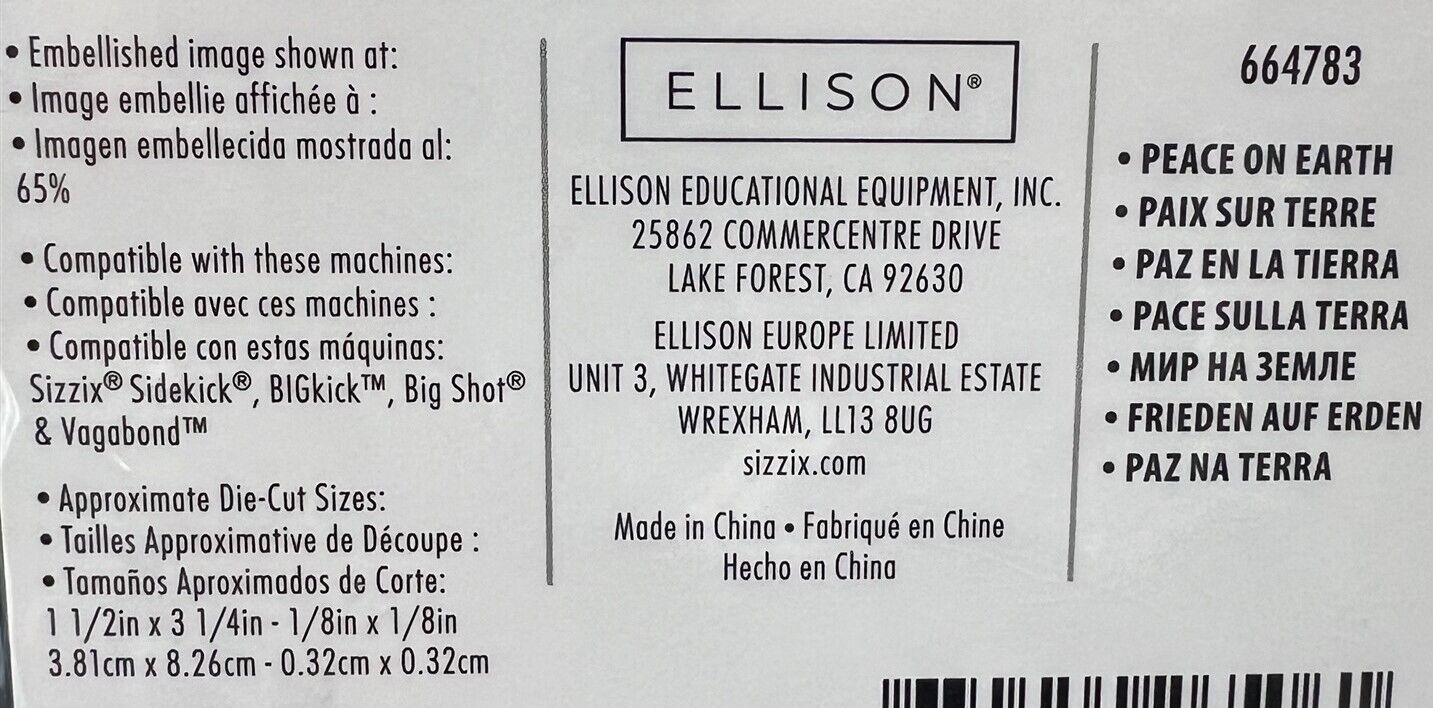 • Embellished image shown at:
• Image embellie affichée à :
• Imagen embellecida mostrada al:
65%
• Compatible with these machines:
• Compatible avec ces machines :
• Compatible con estas máquinas:
Sizzix® Sidekick®, BIGkick™, Big Shot®
& Vagabond™
• Approximate Die-Cut Sizes:
• Tailles Approximative de Découpe :
• Tamaños Aproximados de Corte:
1 1/2in x 3 1/4in - 1/8in x 1/8in
3.81cm x 8.26cm - 0.32cm x 0.32cm
ELLISON®
ELLISON EDUCATIONAL EQUIPMENT, INC.
25862 COMMERCENTRE DRIVE
LAKE FOREST, CA 92630
ELLISON EUROPE LIMITED
UNIT 3, WHITEGATE INDUSTRIAL ESTATE
WREXHAM, LL13 8UG
sizzix.com
Made in China • Fabriqué en Chine
Hecho en China
664783
• PEACE ON EARTH
• PAIX SUR TERRE
• PAZ EN LA TIERRA
• PACE SULLA TERRA
• МИР НА ЗЕМЛЕ
• FRIEDEN AUF ERDEN
• PAZ NA TERRA